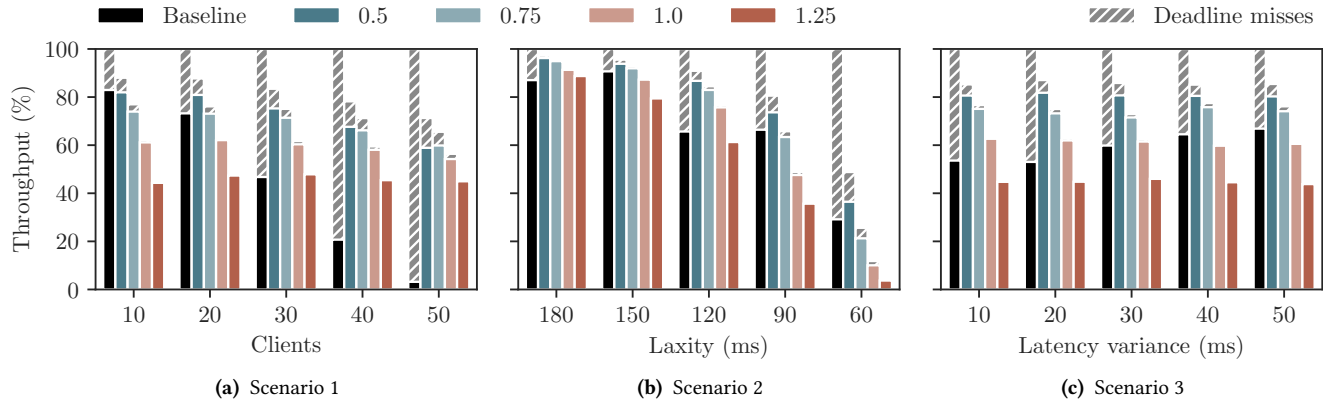 Baseline 0.5 0.75 1.0 1.25 Deadline misses
Throughput (%)
100
80
60
40
20
0
10 20 30 40 50
Clients
(a) Scenario 1
180 150 120 90 60
Laxity (ms)
(b) Scenario 2
10 20 30 40 50
Latency variance (ms)
(c) Scenario 3